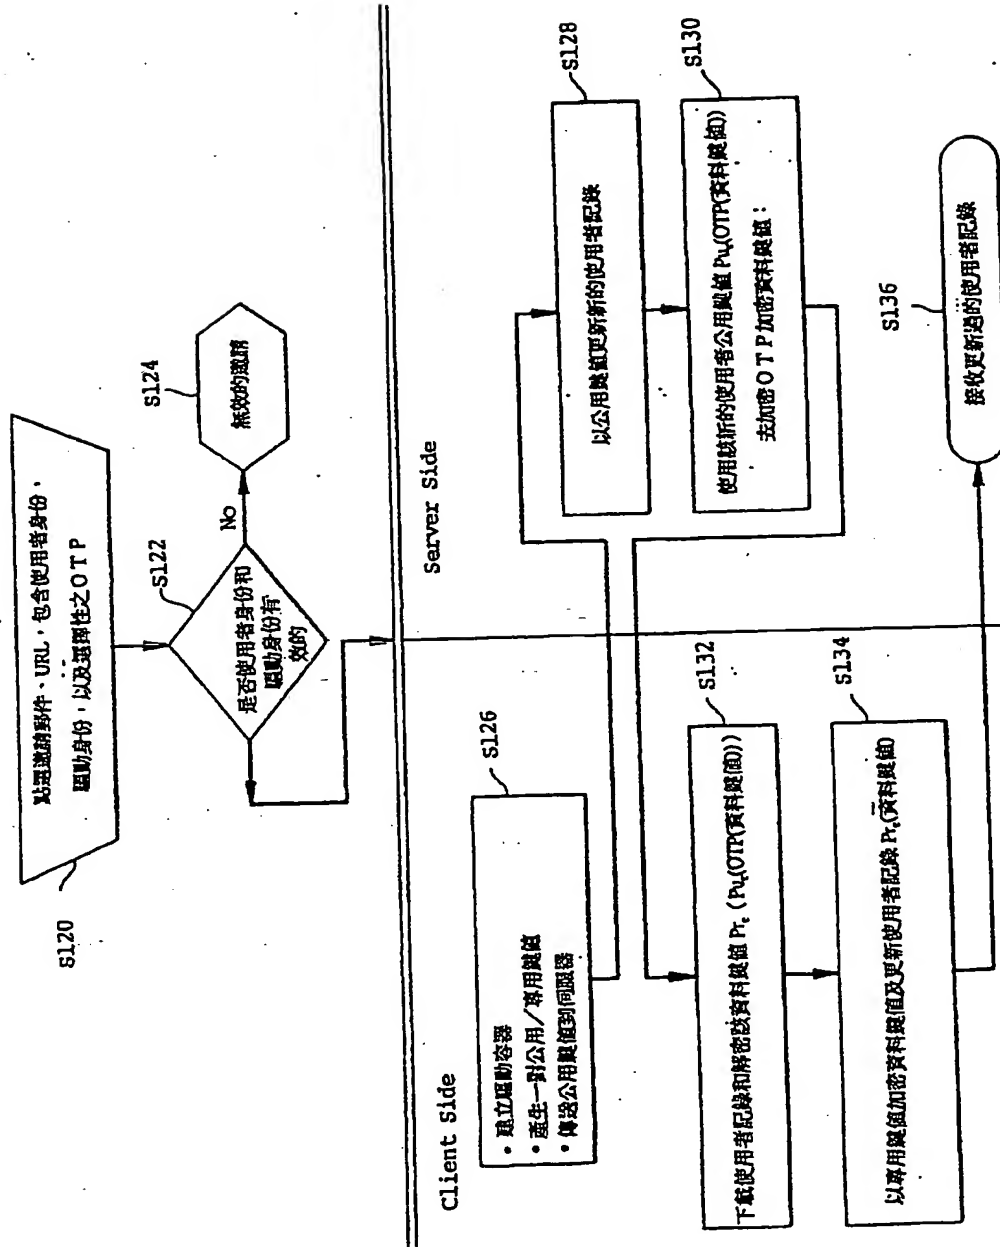 點選邀請郵件、URL，包含使用者身份，
驅動身份，以及選擇性之OTP
S120
是否使用者身份和
驅動身份有
效的
S122
No
無效的邀請
S124
Client Side
Server Side
• 建立驅動容器
• 產生一對公用／專用鍵值
• 傳送公用鍵值到伺服器
S126
以公用鍵值更新新的使用者記錄
S128
使用該新的使用者公用鍵值 Pu(OTP(資料鍵值))
去加密OTP加密資料鍵值：
S130
下載使用者記錄和解密該資料鍵值 Pr (Pu(OTP(資料鍵值)))
S132
以專用鍵值加密資料鍵值及更新使用者記錄 Pr(資料鍵值)
S134
接收更新過的使用者記錄
S136